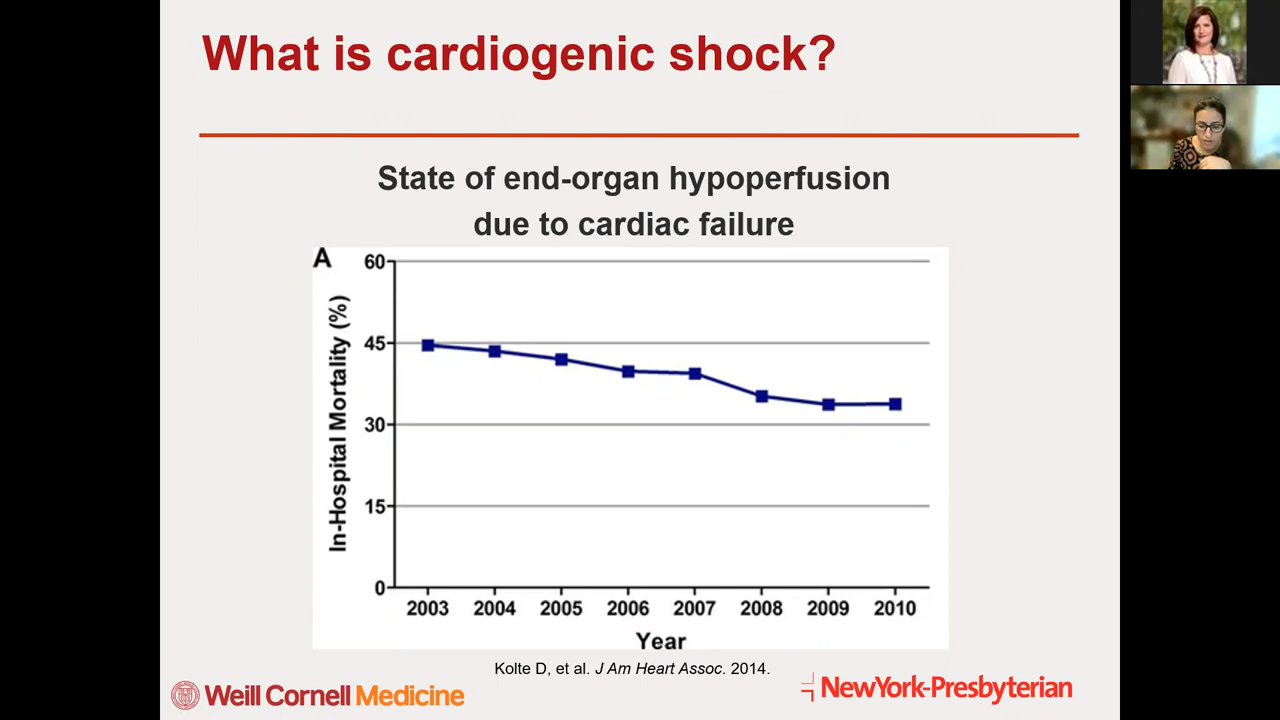 What is cardiogenic shock?
State of end-organ hypoperfusion
due to cardiac failure
A
In-Hospital Mortality (%)
60
45
30
15
0
2003 2004 2005 2006 2007 2008 2009 2010
Year
Kolte D, et al. J Am Heart Assoc. 2014.
Weill Cornell Medicine
NewYork-Presbyterian